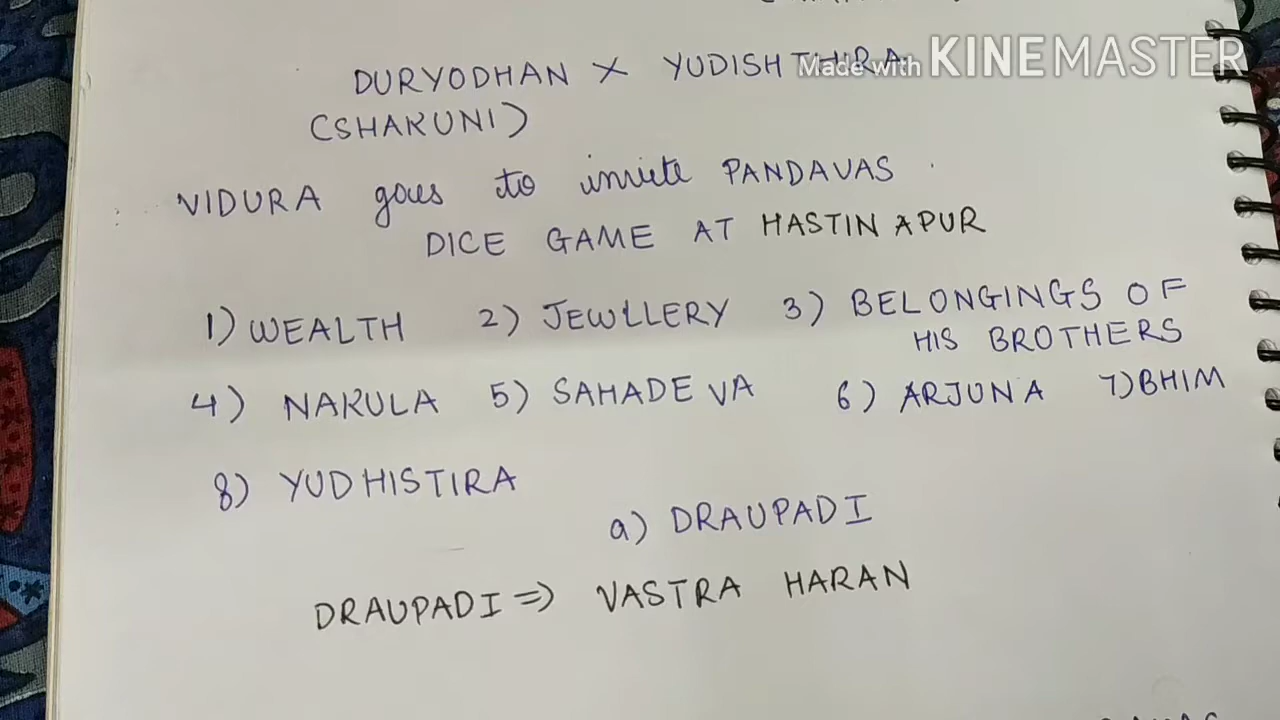 DURYODHAN X YUDISHTHIRA
Made with KINEMASTER
(SHAKUNI)
VIDURA goes to invite PANDAVAS.
DICE GAME AT HASTINAPUR
1) WEALTH 2) JEWLLERY 3) BELONGINGS OF
HIS BROTHERS
4) NAKULA 5) SAHADEVA 6) ARJUNA 7) BHIM
8) YUDHISTIRA
a) DRAUPADI
DRAUPADI => VASTRA HARAN